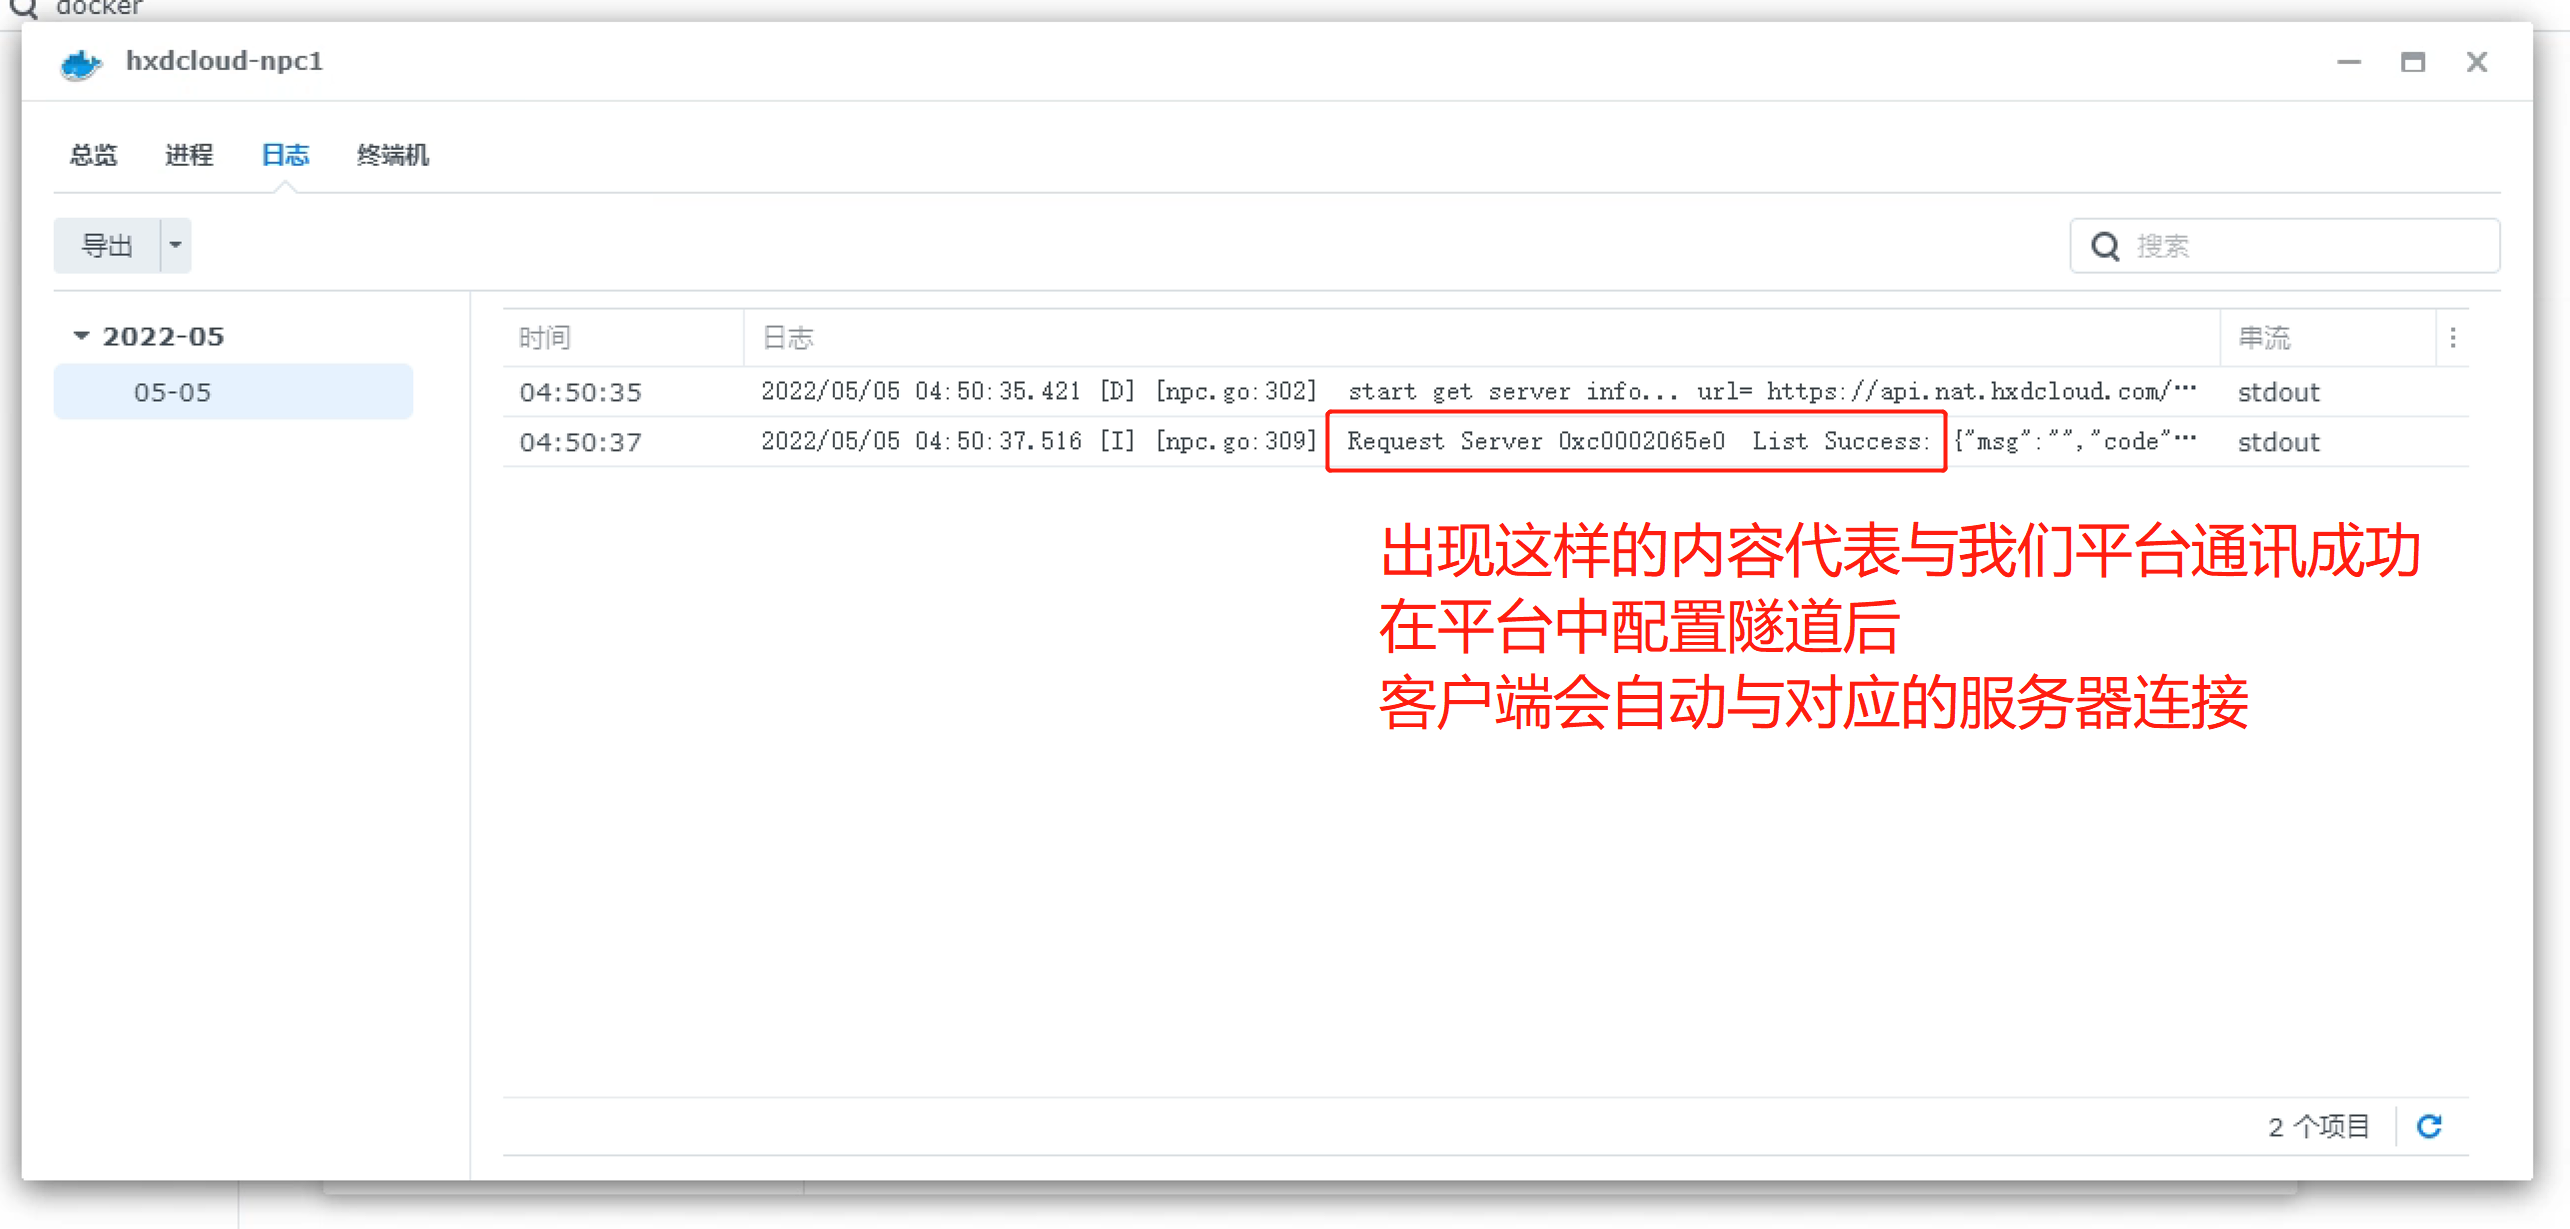 docker
hxdcloud-npc1
总览 进程 日志 终端机
导出 搜索
2022-05
05-05
时间 日志 串流
04:50:35 2022/05/05 04:50:35.421 [D] [npc.go:302] start get server info... url= https://api.nat.hxdcloud.com/... stdout
04:50:37 2022/05/05 04:50:37.516 [I] [npc.go:309] Request Server 0xc0002065e0 List Success: {"msg":"","code"... stdout
出现这样的内容代表与我们平台通讯成功
在平台中配置隧道后
客户端会自动与对应的服务器连接
2 个项目